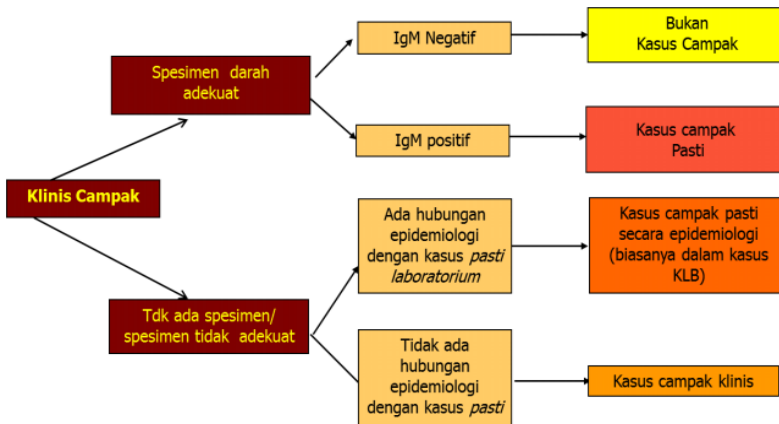 Klinis Campak
Spesimen darah
adekuat
IgM Negatif
Bukan
Kasus Campak
IgM positif
Kasus campak
Pasti
Tdk ada spesimen/
spesimen tidak adekuat
Ada hubungan
epidemiologi
dengan kasus pasti
laboratorium
Kasus campak pasti
secara epidemiologi
(biasanya dalam kasus
KLB)
Tidak ada
hubungan
epidemiologi
dengan kasus pasti
Kasus campak klinis